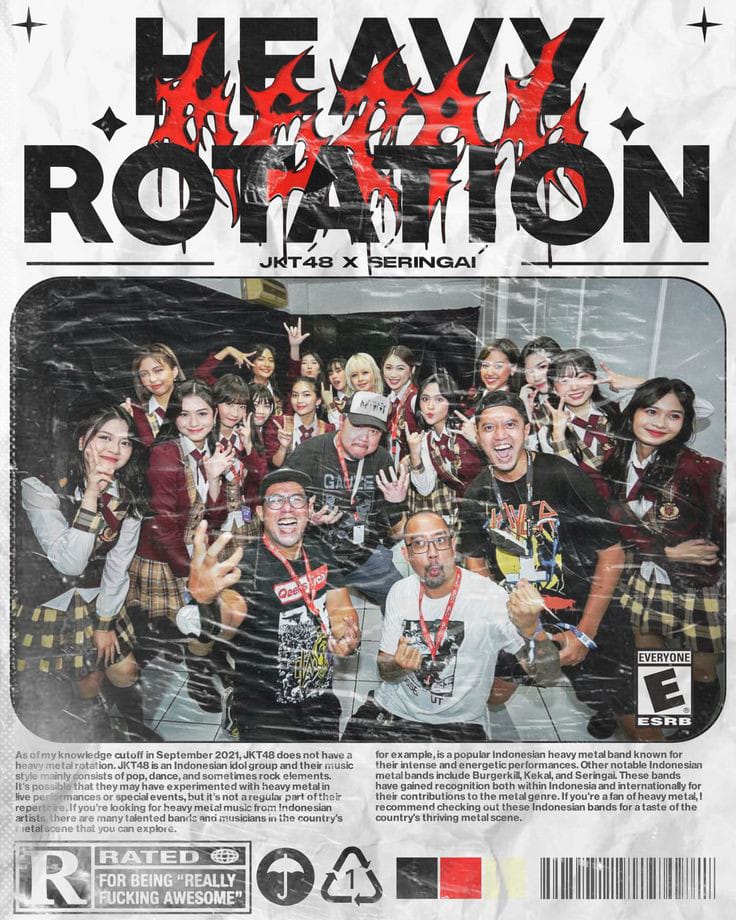 HEAVY
METAL
ROTATION
JKT48 X SERINGAI
EVERYONE
E
ESRB
As of my knowledge cutoff in September 2021, JKT48 does not have a
heavy metal rotation. JKT48 is an Indonesian idol group and their music
style mainly consists of pop, dance, and sometimes rock elements.
It's possible that they may have experimented with heavy metal in
live performances or special events, but it's not a regular part of their
repertoire. If you're looking for heavy metal music from Indonesian
artists, there are many talented bands and musicians in the country's
metal scene that you can explore.
for example, is a popular Indonesian heavy metal band known for
their intense and energetic performances. Other notable Indonesian
metal bands include Burgerkill, Kekal, and Seringai. These bands
have gained recognition both within Indonesia and internationally for
their contributions to the metal genre. If you're a fan of heavy metal, I
recommend checking out these Indonesian bands for a taste of the
country's thriving metal scene.
R
RATED
FOR BEING "REALLY
FUCKING AWESOME"
1